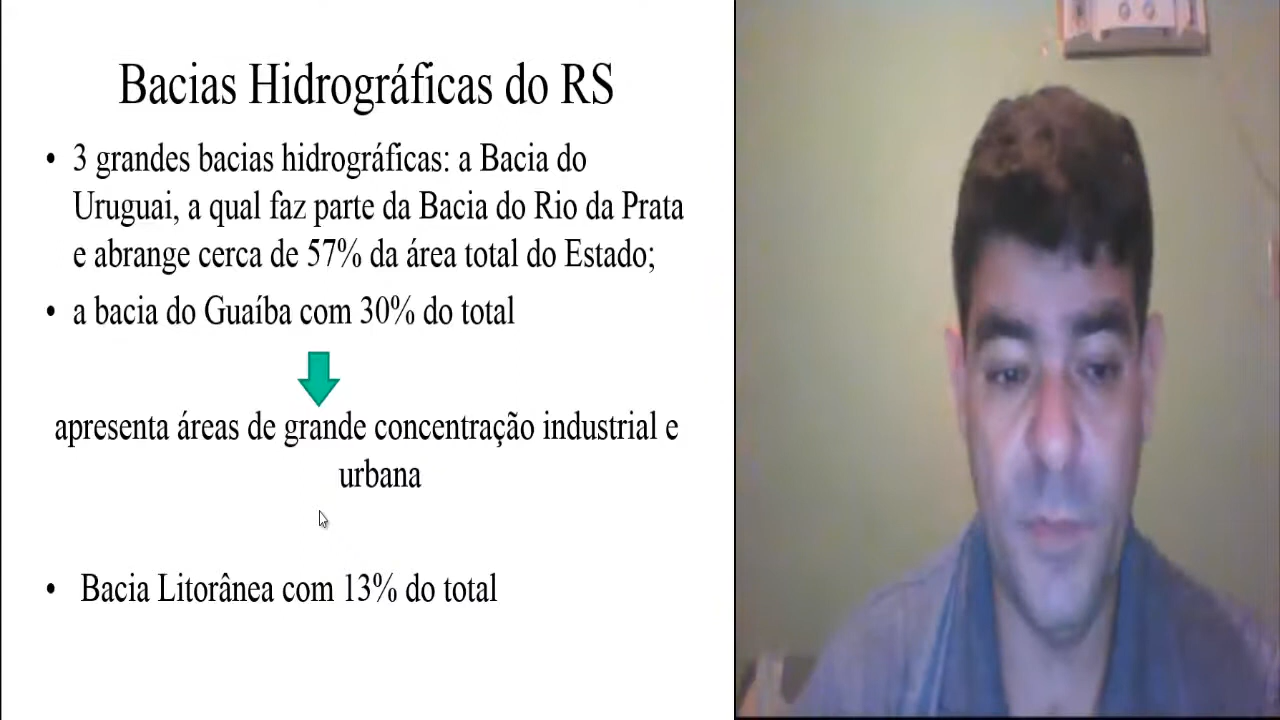 Bacias Hidrográficas do RS
• 3 grandes bacias hidrográficas: a Bacia do
Uruguai, a qual faz parte da Bacia do Rio da Prata
e abrange cerca de 57% da área total do Estado;
• a bacia do Guaíba com 30% do total
apresenta áreas de grande concentração industrial e
urbana
• Bacia Litorânea com 13% do total